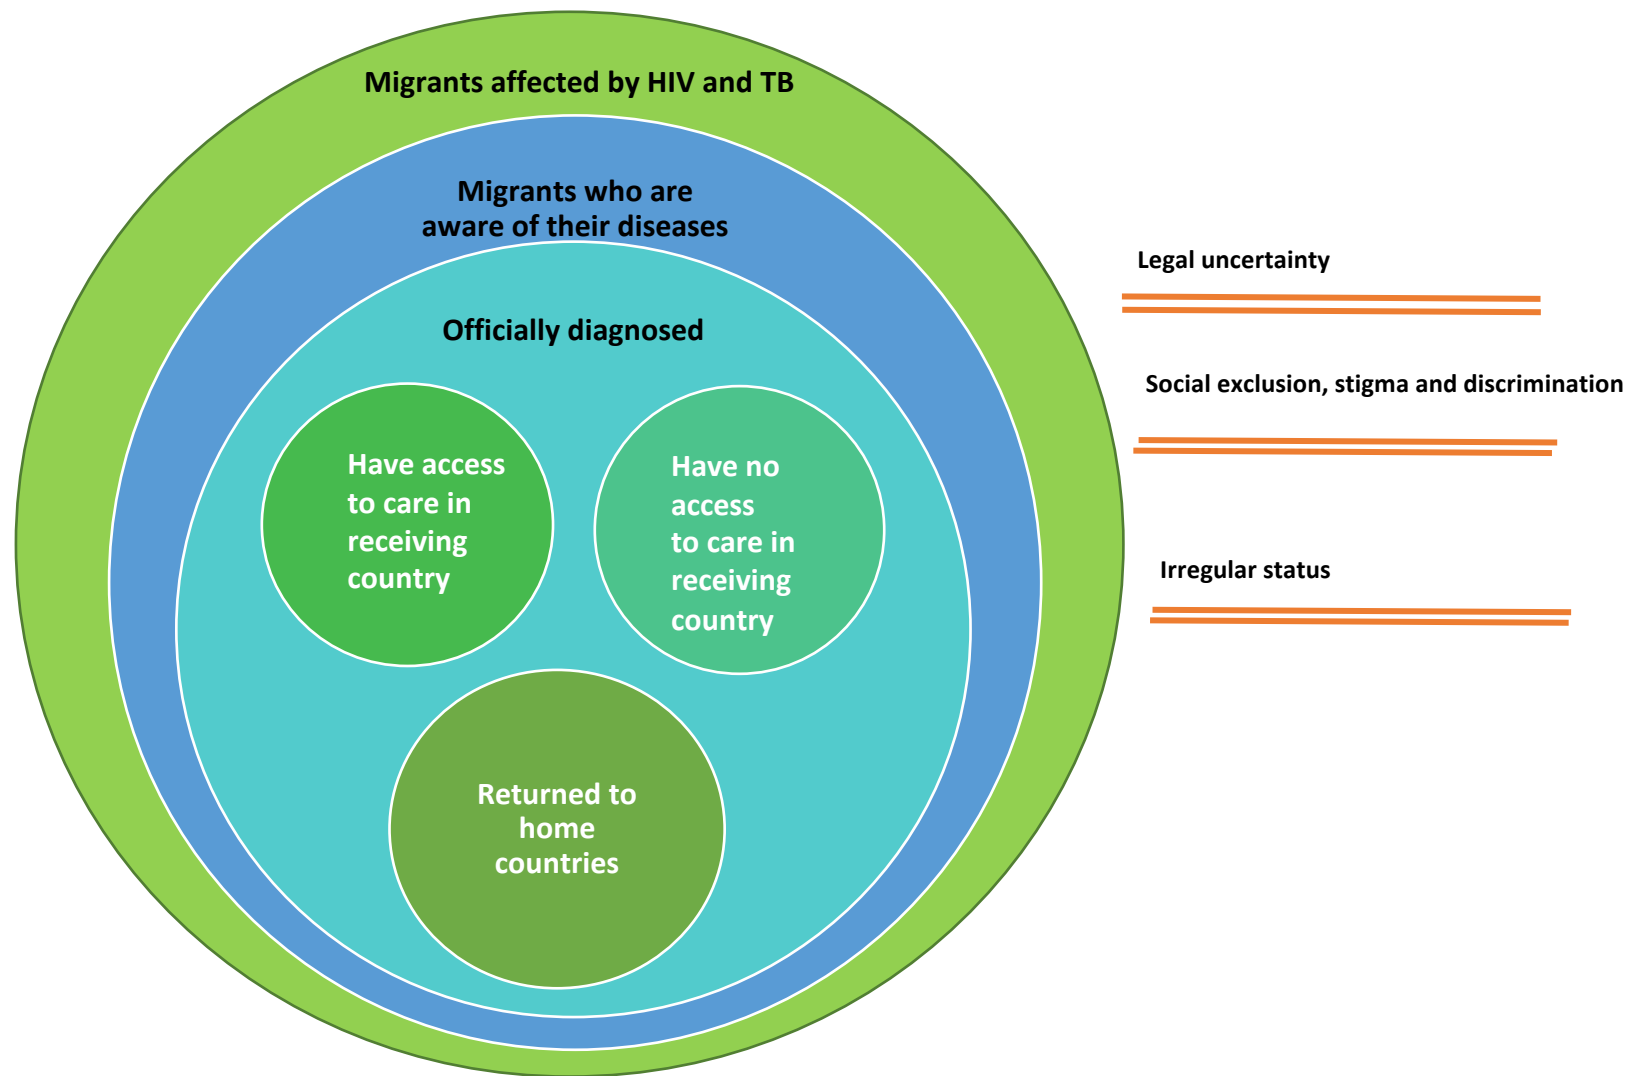 Migrants affected by HIV and TB
Migrants who are
aware of their diseases
Officially diagnosed
Have access
to care in
receiving
country
Have no
access
to care in
receiving
country
Returned to
home
countries
Legal uncertainty
Social exclusion, stigma and discrimination
Irregular status